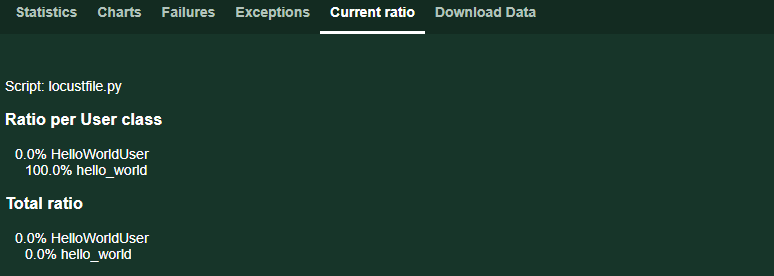 Statistics Charts Failures Exceptions Current ratio Download Data
Script: locustfile.py
Ratio per User class
0.0% HelloWorldUser
100.0% hello_world
Total ratio
0.0% HelloWorldUser
0.0% hello_world